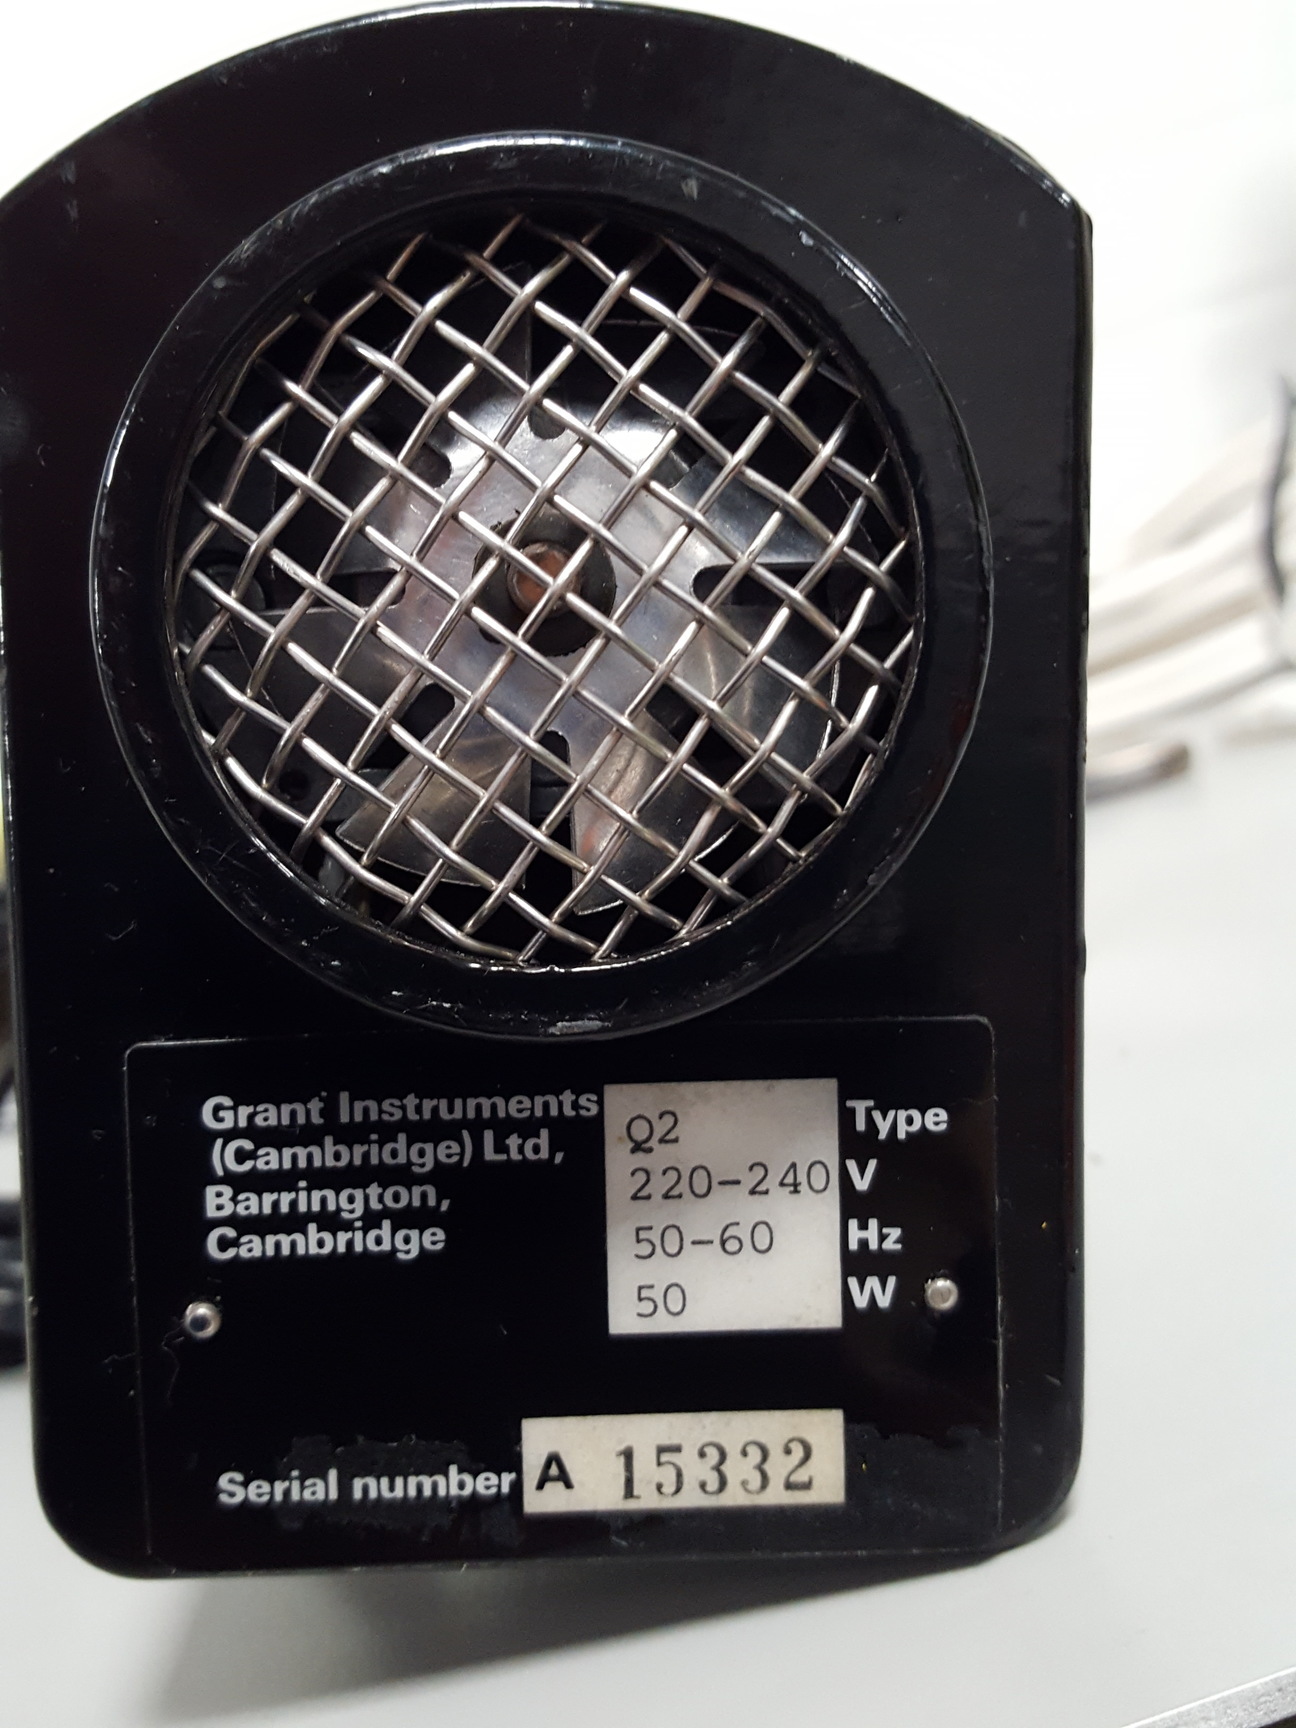 Grant Instruments
(Cambridge) Ltd,
Barrington,
Cambridge
Q2 Type
220-240 V
50-60 Hz
50 W
Serial number A 15332